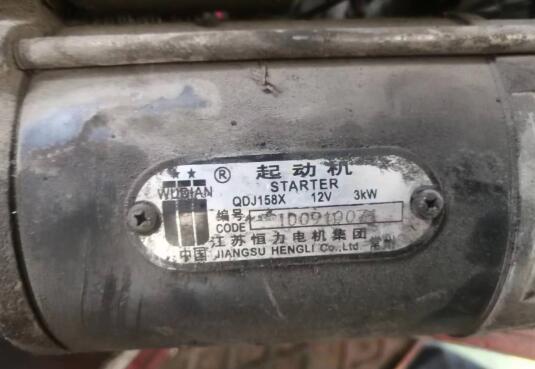 WUDIAN ® 起动机
STARTER
QDJ158X 12V 3kW
编号
CODE
江苏恒力电机集团
中国 JIANGSU HENGLI Co.,Ltd